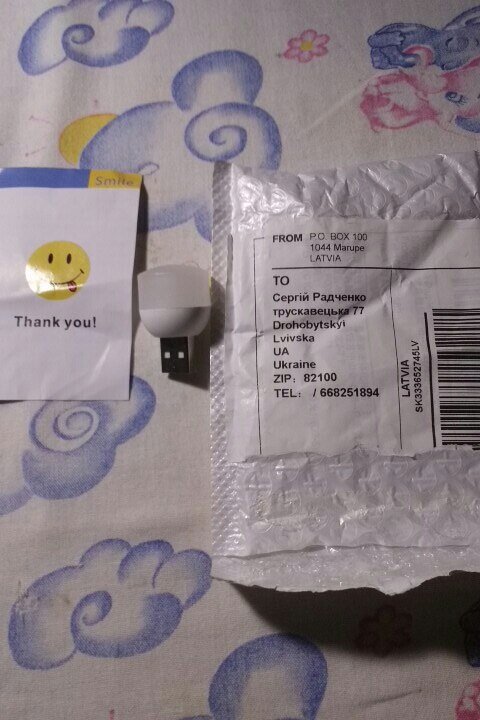 Smile
Thank you!
FROM P.O. BOX 100
1044 Marupe
LATVIA
TO
Сергій Радченко
трускавецька 77
Drohobytskyi
Lvivska
UA
Ukraine
ZIP: 82100
TEL: / 668251894
LATVIA
SK333652745LV